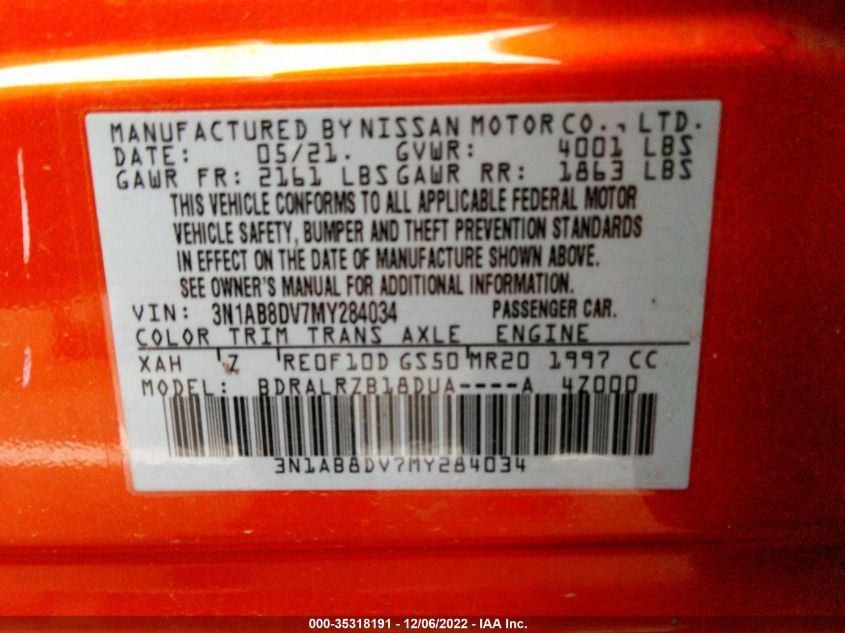 MANUFACTURED BY NISSAN MOTOR CO., LTD.
DATE: 05/21. GVWR: 4001 LBS
GAWR FR: 2161 LBS GAWR RR: 1863 LBS
THIS VEHICLE CONFORMS TO ALL APPLICABLE FEDERAL MOTOR
VEHICLE SAFETY, BUMPER AND THEFT PREVENTION STANDARDS
IN EFFECT ON THE DATE OF MANUFACTURE SHOWN ABOVE.
SEE OWNER'S MANUAL FOR ADDITIONAL INFORMATION.
VIN: 3N1AB8DV7MY284034 PASSENGER CAR.
COLOR TRIM TRANS AXLE ENGINE
XAH Z RE0F10D GS50 MR20 1997 CC
MODEL: BDRALRZB18DUA----A 4Z000
3N1AB8DV7MY284034
000-35318191 - 12/06/2022 - IAA Inc.